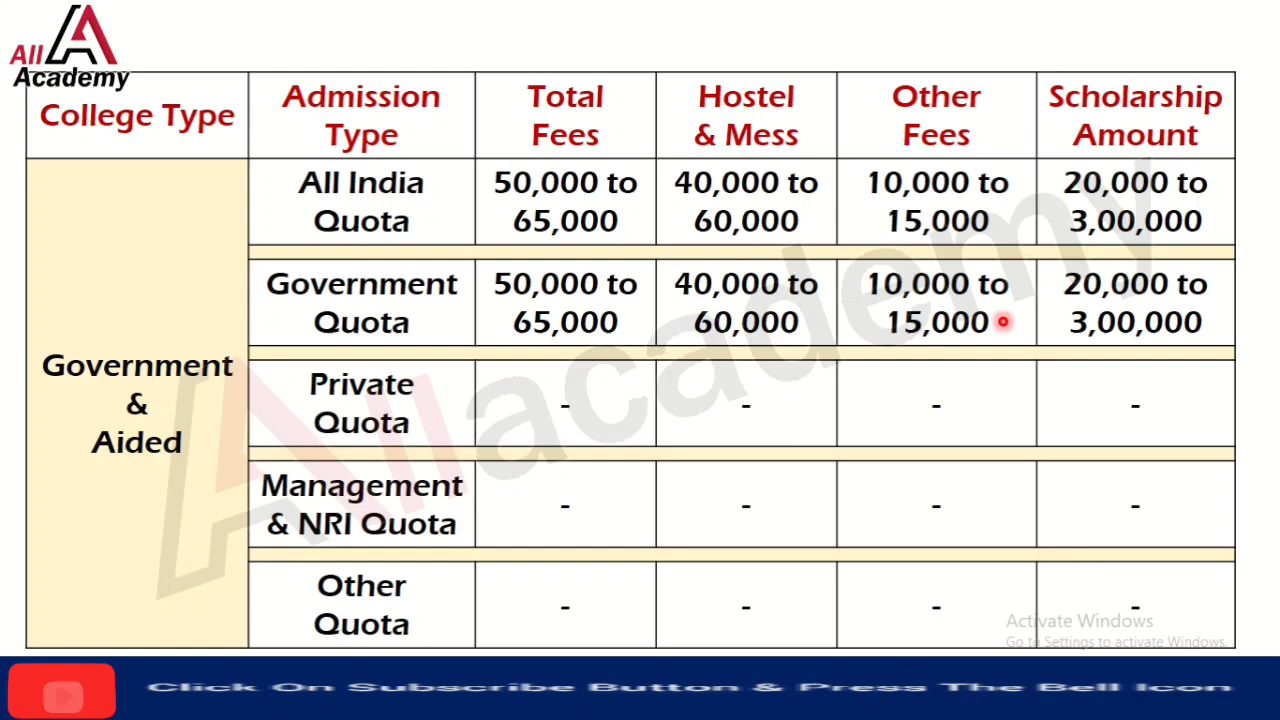 All
Academy
College Type
Admission
Type
Total
Fees
Hostel
& Mess
Other
Fees
Scholarship
Amount
Government
&
Aided
All India
Quota
50,000 to
65,000
40,000 to
60,000
10,000 to
15,000
20,000 to
3,00,000
Government
Quota
50,000 to
65,000
40,000 to
60,000
10,000 to
15,000
20,000 to
3,00,000
Private
Quota
-
-
-
-
Management
& NRI Quota
-
-
-
-
Other
Quota
-
-
-
-
Allacademy
Activate Windows
Go to Settings to activate Windows.
Click On Subscribe Button & Press The Bell Icon